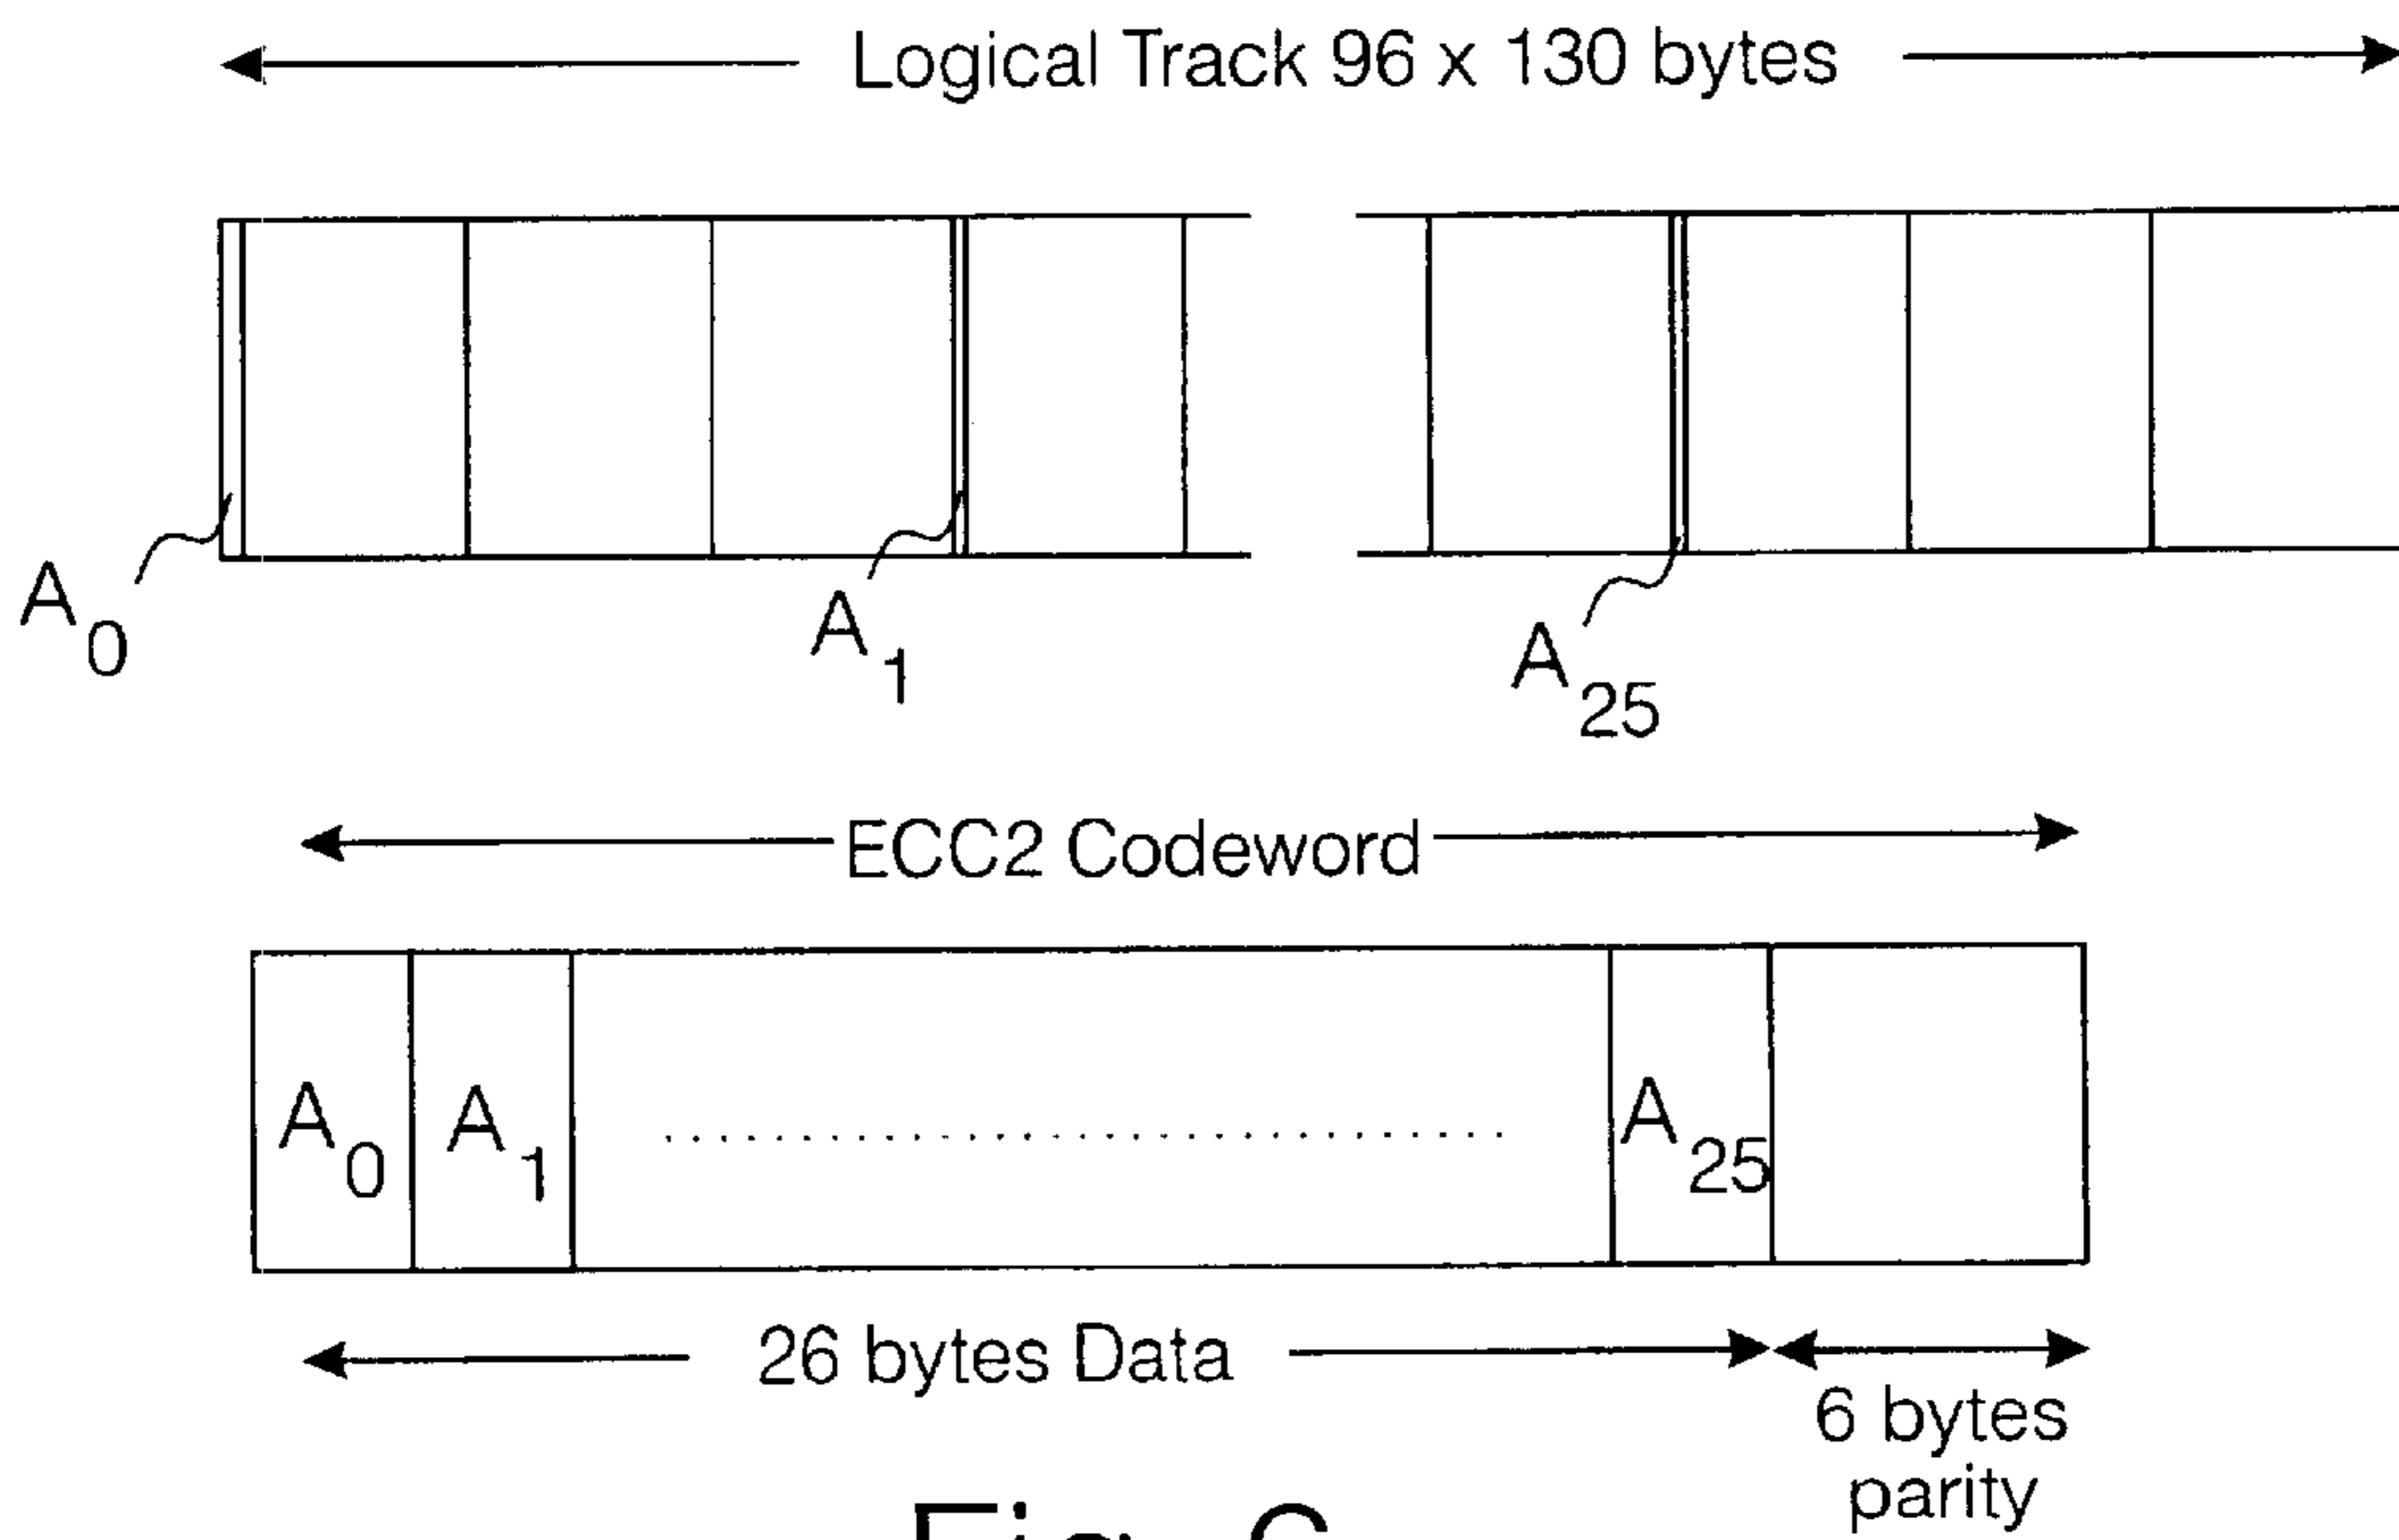 Logical Track 96 x 130 bytes
A0
A1
A25
ECC2 Codeword
A0 A1 .............................. A25
26 bytes Data
6 bytes
parity